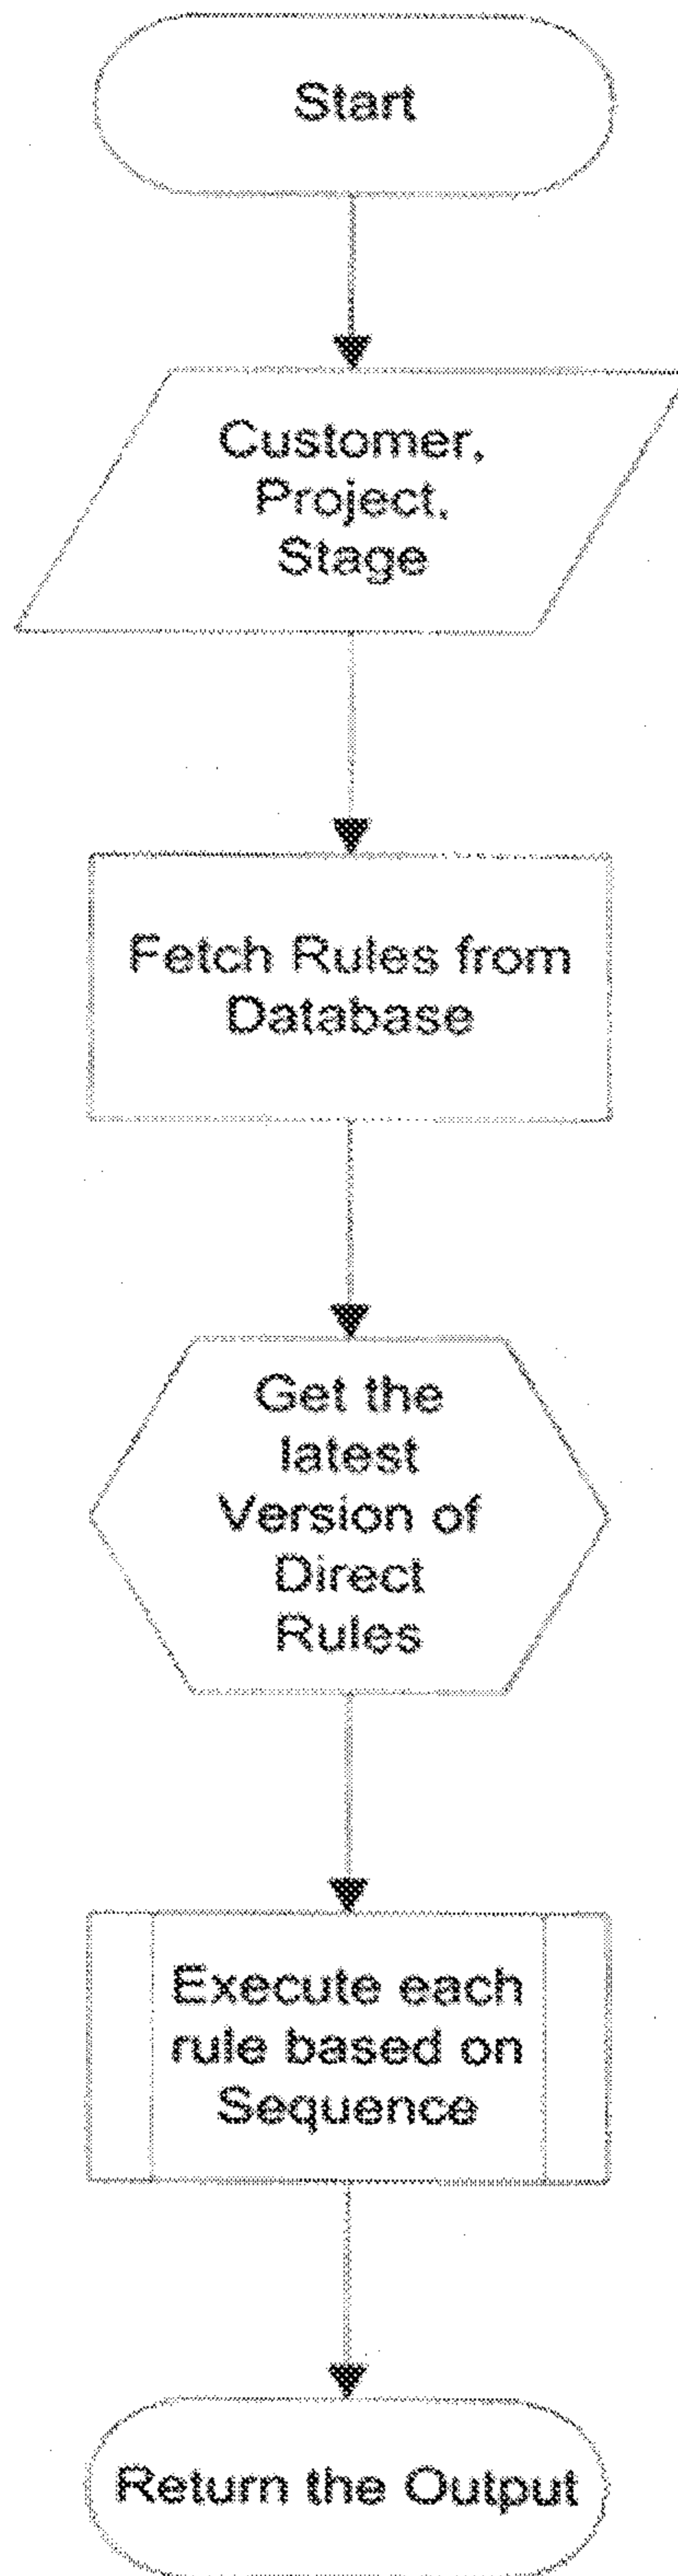 Start
Customer,
Project,
Stage
Fetch Rules from
Database
Get the
latest
Version of
Direct
Rules
Execute each
rule based on
Sequence
Return the Output